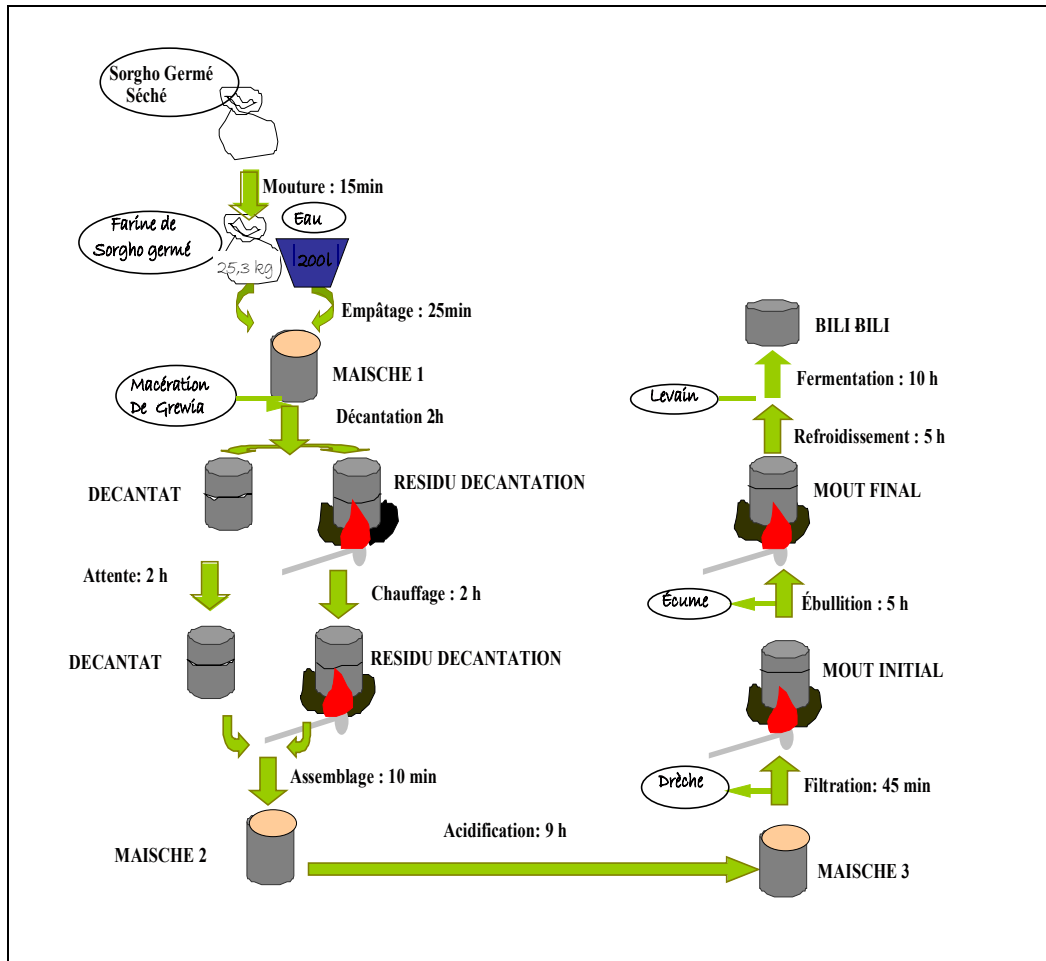 Sorgho Germé
Séché
Mouture : 15min
Farine de
Sorgho germé
25,3 kg
Eau
200l
Empâtage : 25min
MAISCHE 1
Macération
De Grewia
Décantation 2h
DECANTAT
RESIDU DECANTATION
Attente: 2 h
Chauffage : 2 h
DECANTAT
RESIDU DECANTATION
Assemblage : 10 min
MAISCHE 2
Acidification: 9 h
MAISCHE 3
Drèche
Filtration: 45 min
MOUT INITIAL
Écume
Ébullition : 5 h
MOUT FINAL
Refroidissement : 5 h
Levain
Fermentation : 10 h
BILI-BILI